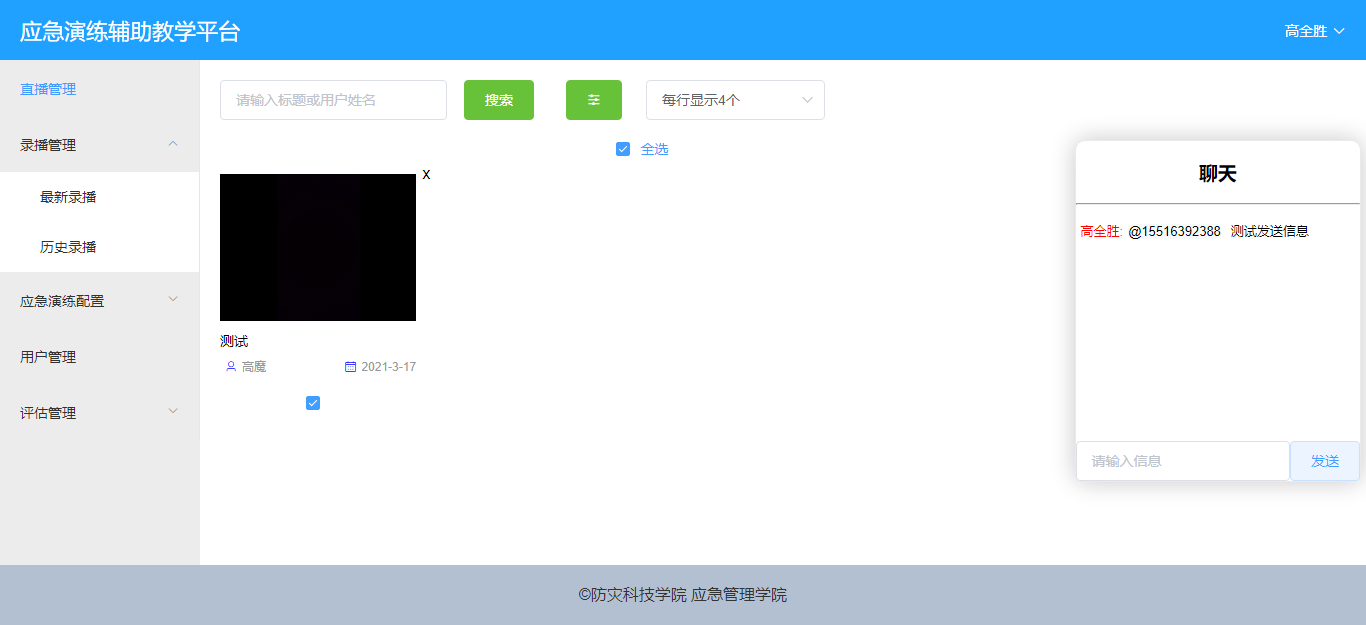 应急演练辅助教学平台
高全胜
直播管理
录播管理
最新录播
历史录播
应急演练配置
用户管理
评估管理
请输入标题或用户姓名
搜索
每行显示4个
全选
X
测试
高魔
2021-3-17
聊天
高全胜: @15516392388 测试发送信息
请输入信息
发送
©防灾科技学院 应急管理学院